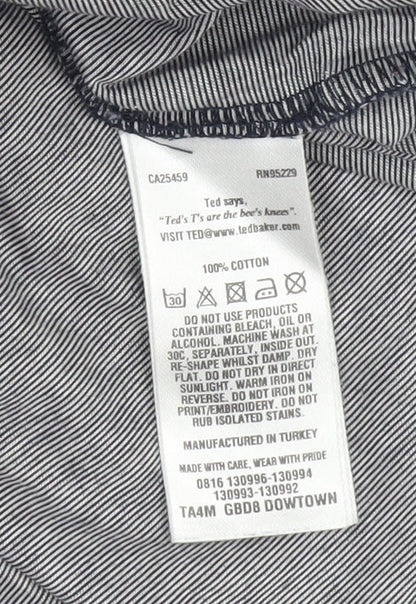 CA25459 RN95229
Ted says,
"Ted's T's are the bee's knees".
VISIT TED@www.tedbaker.com
100% COTTON
30
DO NOT USE PRODUCTS
CONTAINING BLEACH, OIL OR
ALCOHOL. MACHINE WASH AT
30C, SEPARATELY, INSIDE OUT.
RE-SHAPE WHILST DAMP. DRY
FLAT. DO NOT DRY IN DIRECT
SUNLIGHT. WARM IRON ON
REVERSE. DO NOT IRON ON
PRINT/EMBROIDERY. DO NOT
RUB ISOLATED STAINS.
MANUFACTURED IN TURKEY
MADE WITH CARE, WEAR WITH PRIDE
0816 130996-130994
130993-130992
TA4M GBD8 DOWTOWN